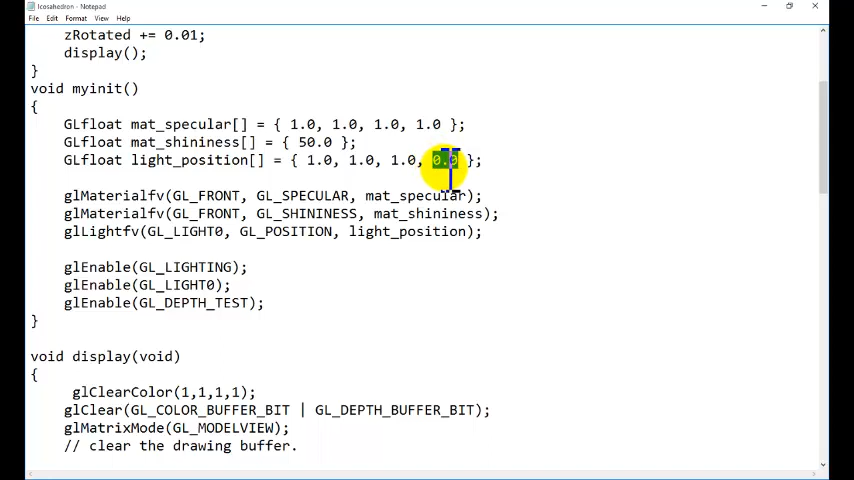 Icosahedron - Notepad
File Edit Format View Help
zRotated += 0.01;
display();
}
void myinit()
{
GLfloat mat_specular[] = { 1.0, 1.0, 1.0, 1.0 };
GLfloat mat_shininess[] = { 50.0 };
GLfloat light_position[] = { 1.0, 1.0, 1.0, 0.0 };
glMaterialfv(GL_FRONT, GL_SPECULAR, mat_specular);
glMaterialfv(GL_FRONT, GL_SHININESS, mat_shininess);
glLightfv(GL_LIGHT0, GL_POSITION, light_position);
glEnable(GL_LIGHTING);
glEnable(GL_LIGHT0);
glEnable(GL_DEPTH_TEST);
}
void display(void)
{
glClearColor(1,1,1,1);
glClear(GL_COLOR_BUFFER_BIT | GL_DEPTH_BUFFER_BIT);
glMatrixMode(GL_MODELVIEW);
// clear the drawing buffer.